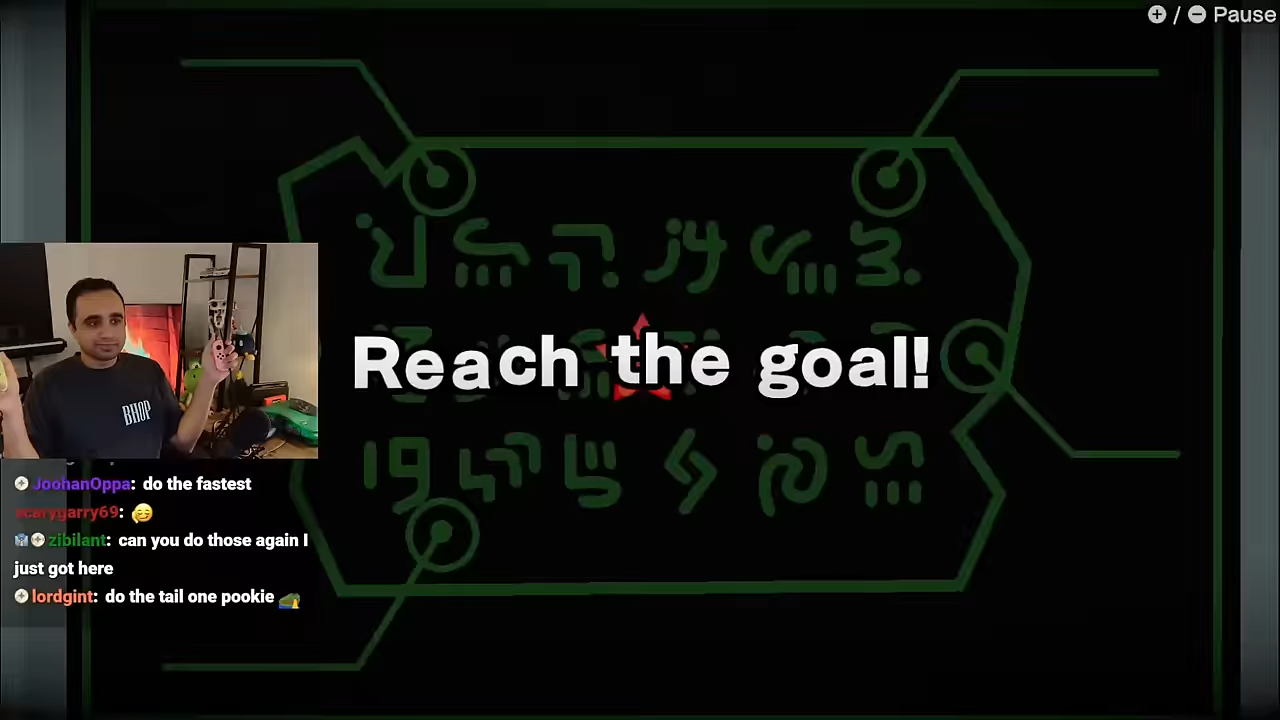 + / - Pause
Reach the goal!
BHOP
JoohanOppa: do the fastest
scarygarry69: 🥰
zibilant: can you do those again I
just got here
lordgint: do the tail one pookie